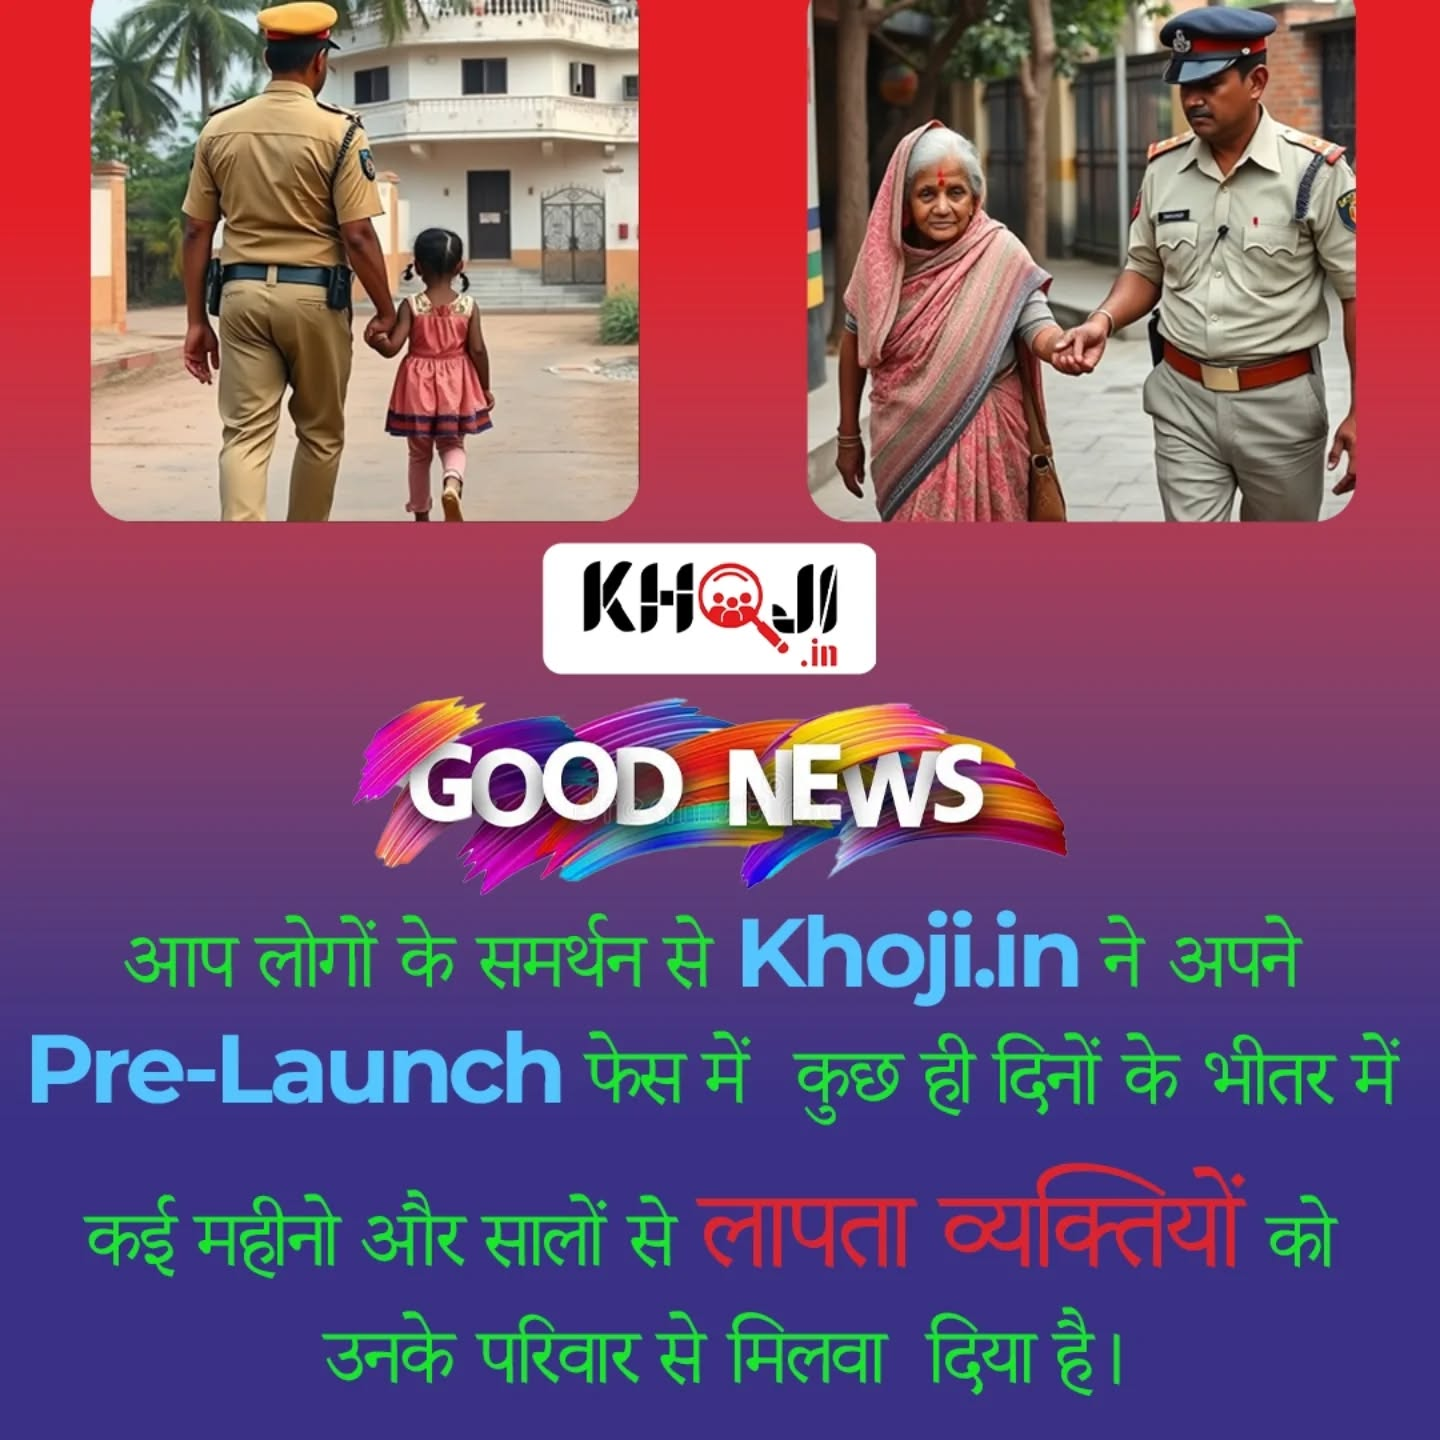 KHOJI
.in
GOOD NEWS
आप लोगों के समर्थन से Khoji.in ने अपने
Pre-Launch फेस में कुछ ही दिनों के भीतर में
कई महीनो और सालों से लापता व्यक्तियों को
उनके परिवार से मिलवा दिया है।